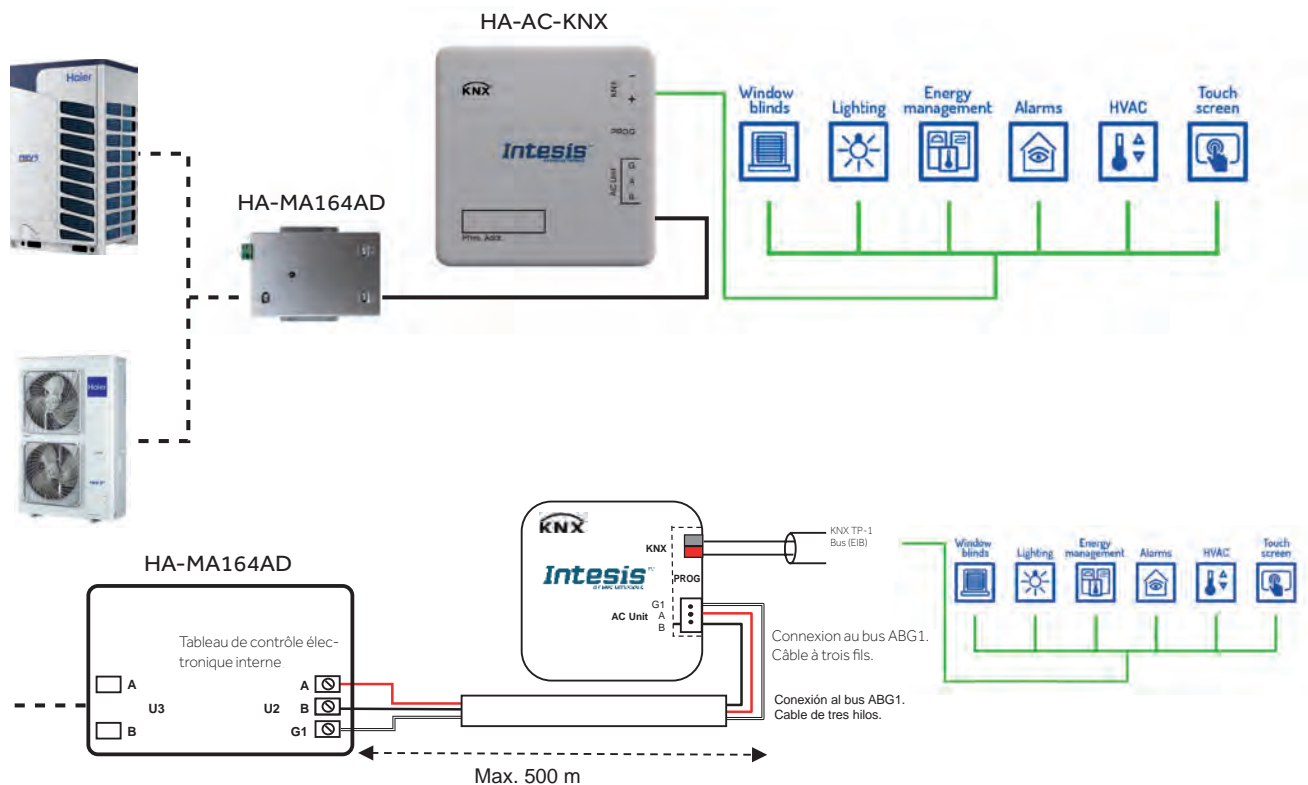 HA-AC-KNX
Haier
KNX
KNX
- +
PROG
Intesis
AC Unit
G
A
B
Phys. Addr.
HA-MA164AD
Window
blinds
Lighting
Energy
management
Alarms
HVAC
Touch
screen
Haier
HA-MA164AD
Tableau de contrôle élec-
tronique interne
A
B
U3
U2
A
B
G1
Max. 500 m
KNX
Intesis
KNX
PROG
AC Unit
G1
A
B
KNX TP-1
Bus (EIB)
Connexion au bus ABG1.
Câble à trois fils.
Conexión al bus ABG1.
Cable de tres hilos.
Window
blinds
Lighting
Energy
management
Alarms
HVAC
Touch
screen